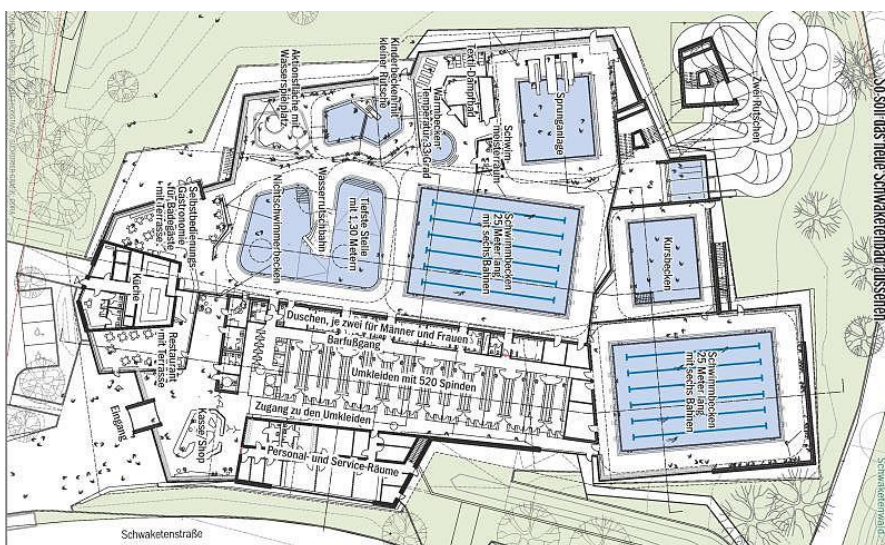 So soll das neue Schwaketenbad aussehen
Zwei Rutschen
Sprunganlage
Textil-Dampfbad
Schwimm-
meisterraum
Warmbecken
Temperatur 33 Grad
Kinderbecken mit
kleiner Rutsche
Aktionsfläche mit
Wasserspielplatz
Kursbecken
Schwimmbecken
25 Meter lang
mit sechs Bahnen
Tiefste Stelle
mit 1,30 Metern
Wasserrutschbahn
Nichtschwimmerbecken
Selbstbedienungs-
Gastronomie
für Badegäste
mit Terrasse
Schwimmbecken
25 Meter lang
mit sechs Bahnen
Küche
Restaurant
mit Terrasse
Duschen, je zwei für Männer und Frauen
Barfußgang
Umkleiden mit 520 Spinden
Zugang zu den Umkleiden
Personal- und Service-Räume
Kasse/Shop
Eingang
Schwaketenstraße
Schwaketenwald